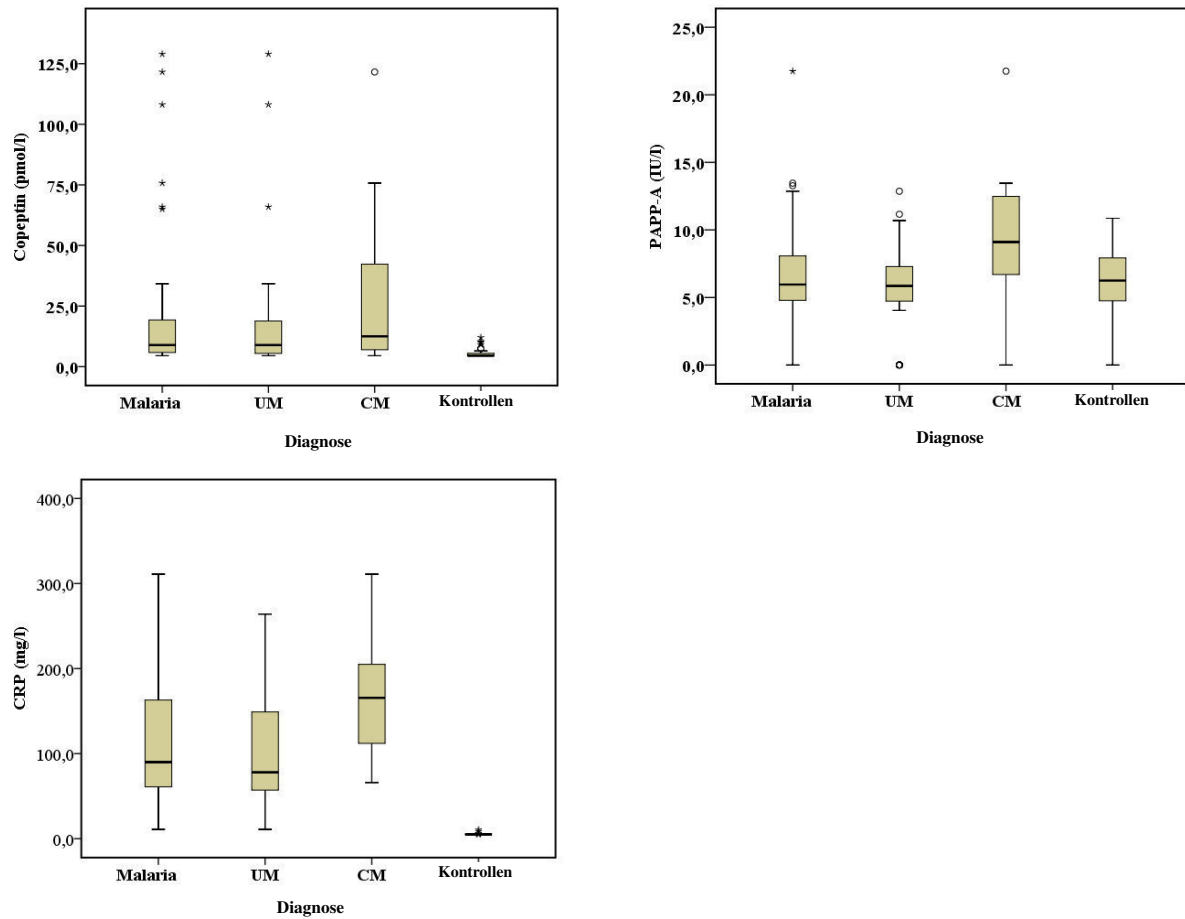 Copeptin (pmol/l)
125,0
100,0
75,0
50,0
25,0
0,0
Malaria UM CM Kontrollen
Diagnose
PAPP-A (IU/l)
25,0
20,0
15,0
10,0
5,0
0,0
Malaria UM CM Kontrollen
Diagnose
CRP (mg/l)
400,0
300,0
200,0
100,0
0,0
Malaria UM CM Kontrollen
Diagnose